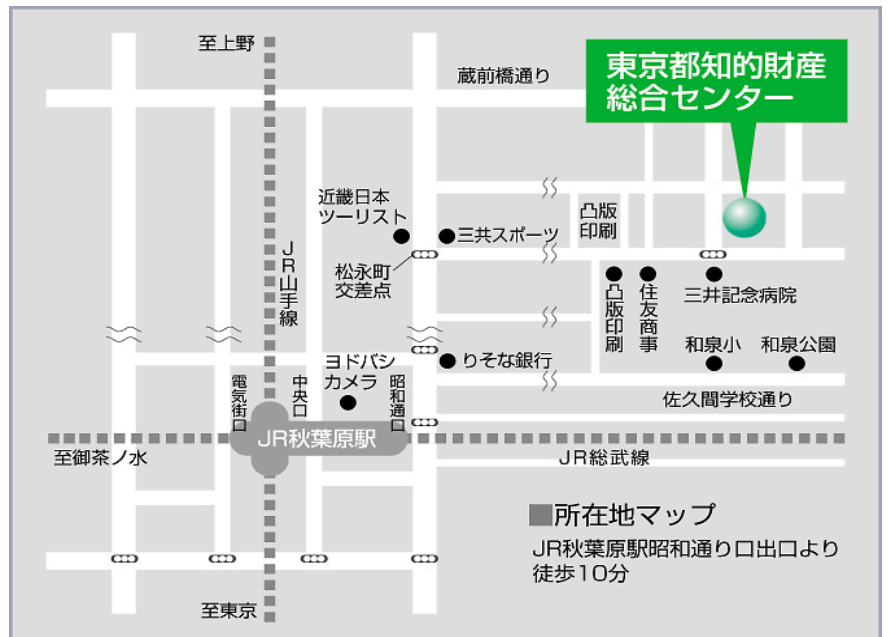 至上野
蔵前橋通り
東京都知的財産
総合センター
近畿日本
ツーリスト
三共スポーツ
凸版
印刷
JR山手線
松永町
交差点
凸版印刷
住友商事
三井記念病院
ヨドバシ
カメラ
りそな銀行
和泉小
和泉公園
電気街口
中央口
昭和通口
佐久間学校通り
JR秋葉原駅
至御茶ノ水
JR総武線
所在地マップ
JR秋葉原駅昭和通り口出口より
徒歩10分
至東京